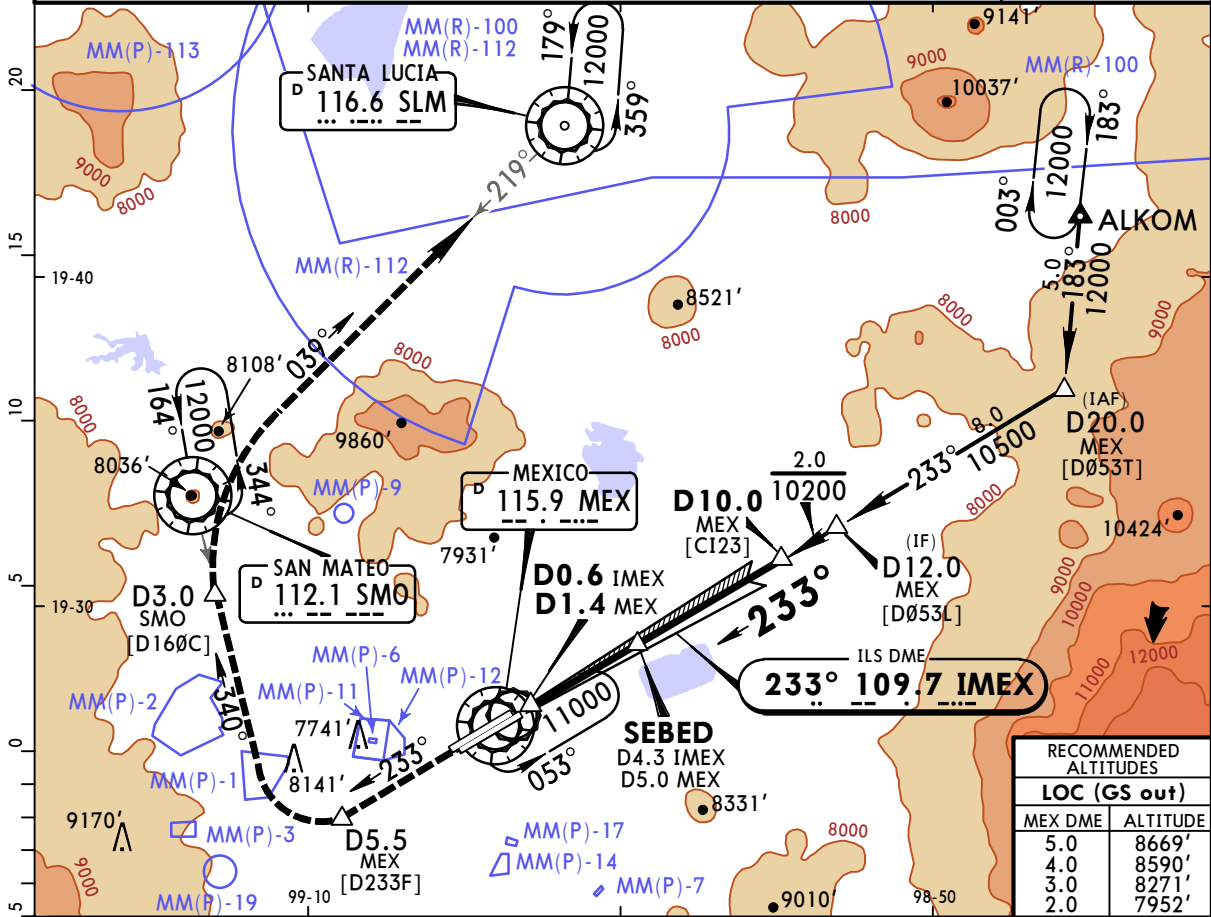 9141'
MM(P)-113
MM(R)-100
MM(R)-112
179°
12000
359°
SANTA LUCIA
D 116.6 SLM
... .-.. --
9000
10037'
MM(R)-100
183°
12000
003°
20
9000
8000
219°
8000
ALKOM
15
19-40
MM(R)-112
5.0
183°
12000
8521'
8000
8000
9000
039°
8108'
8000
12000
164°
344°
8036'
8000
9860'
10
(IAF)
D20.0
MEX
[DØ53T]
8.0
233°
10500
2.0
10200
MM(P)-9
MEXICO
D 115.9 MEX
-- . -..-
D10.0
MEX
[CI23]
8000
10424'
7931'
(IF)
D12.0
MEX
[DØ53L]
SAN MATEO
D 112.1 SMO
... -- ---
5
19-30
D3.0
SMO
[D16ØC]
D0.6 IMEX
D1.4 MEX
233°
9000
10000
11000
12000
MM(P)-6
MM(P)-11
MM(P)-12
MM(P)-2
340°
ILS DME
233° 109.7 IMEX
.. -- . -..-
11000
053°
SEBED
D4.3 IMEX
D5.0 MEX
0
7741'
8141'
233°
MM(P)-1
9170'
MM(P)-3
D5.5
MEX
[D233F]
8331'
8000
MM(P)-17
MM(P)-14
MM(P)-7
9000
MM(P)-19
99-10
9010'
98-50
5
RECOMMENDED
ALTITUDES
LOC (GS out)
MEX DME ALTITUDE
5.0 8669'
4.0 8590'
3.0 8271'
2.0 7952'